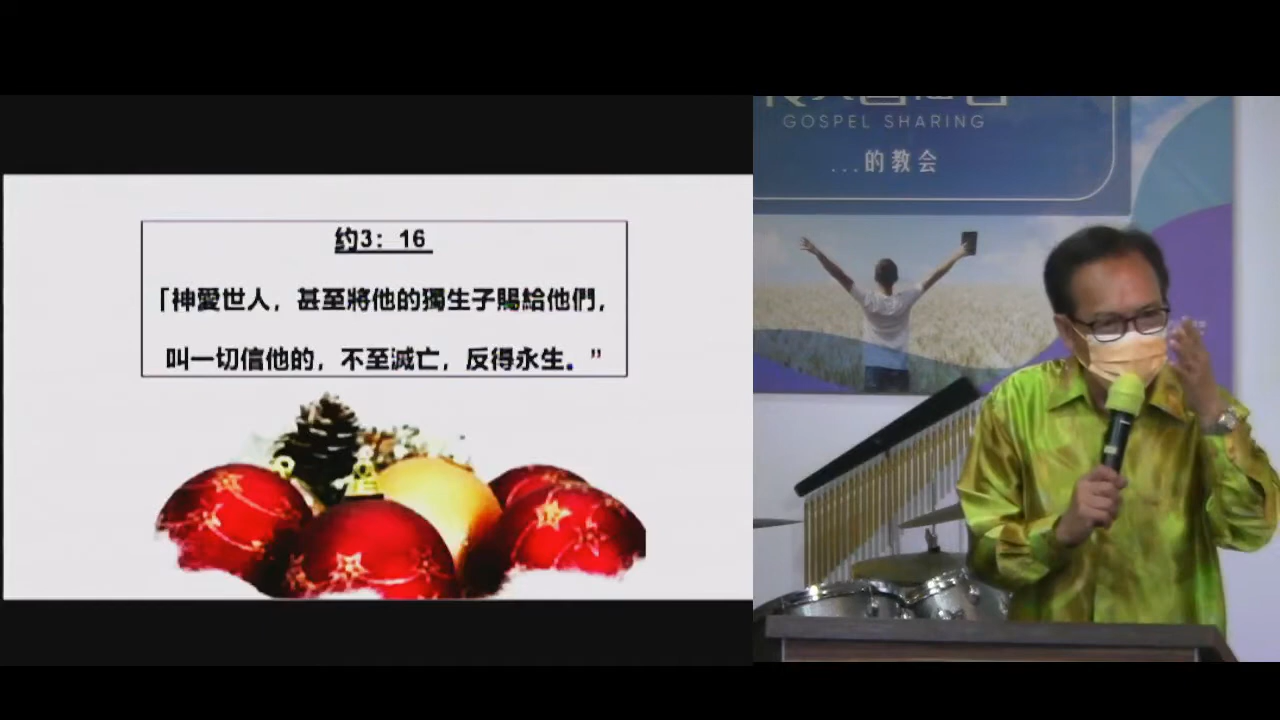 约3：16
「神愛世人，甚至將他的獨生子賜給他們，
叫一切信他的，不至滅亡，反得永生。”
GOSPEL SHARING
...的教会